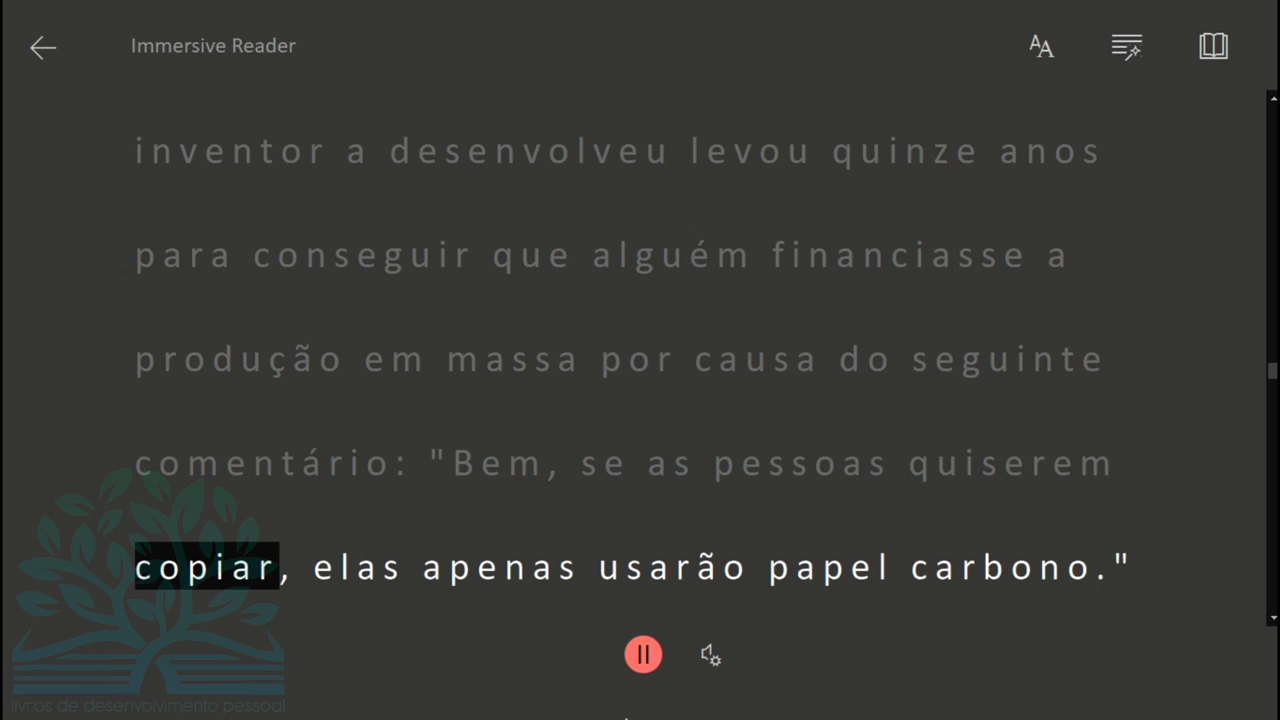 Immersive Reader
inventor a desenvolveu levou quinze anos
para conseguir que alguém financiasse a
produção em massa por causa do seguinte
comentário: "Bem, se as pessoas quiserem
copiar, elas apenas usarão papel carbono."
livros de desenvolvimento pessoal